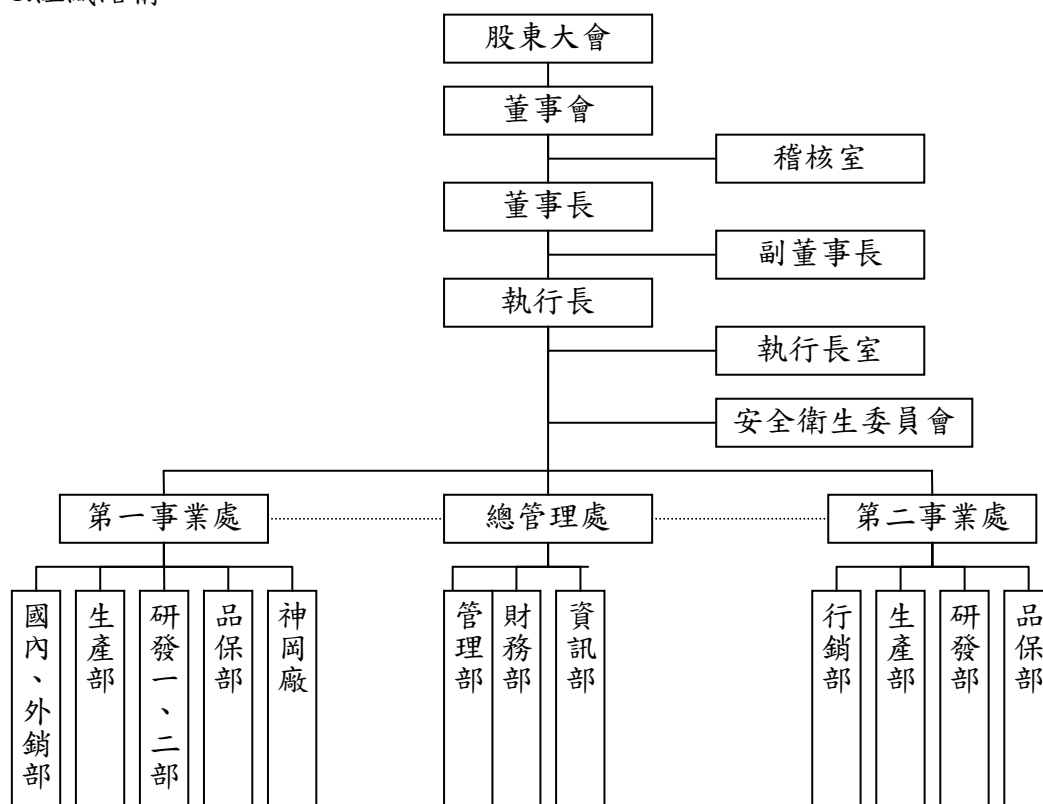 股東大會
董事會
稽核室
董事長
副董事長
執行長
執行長室
安全衛生委員會
第一事業處
總管理處
第二事業處
國內、外銷部
生產部
研發一、二部
品保部
神岡廠
管理部
財務部
資訊部
行銷部
生產部
研發部
品保部